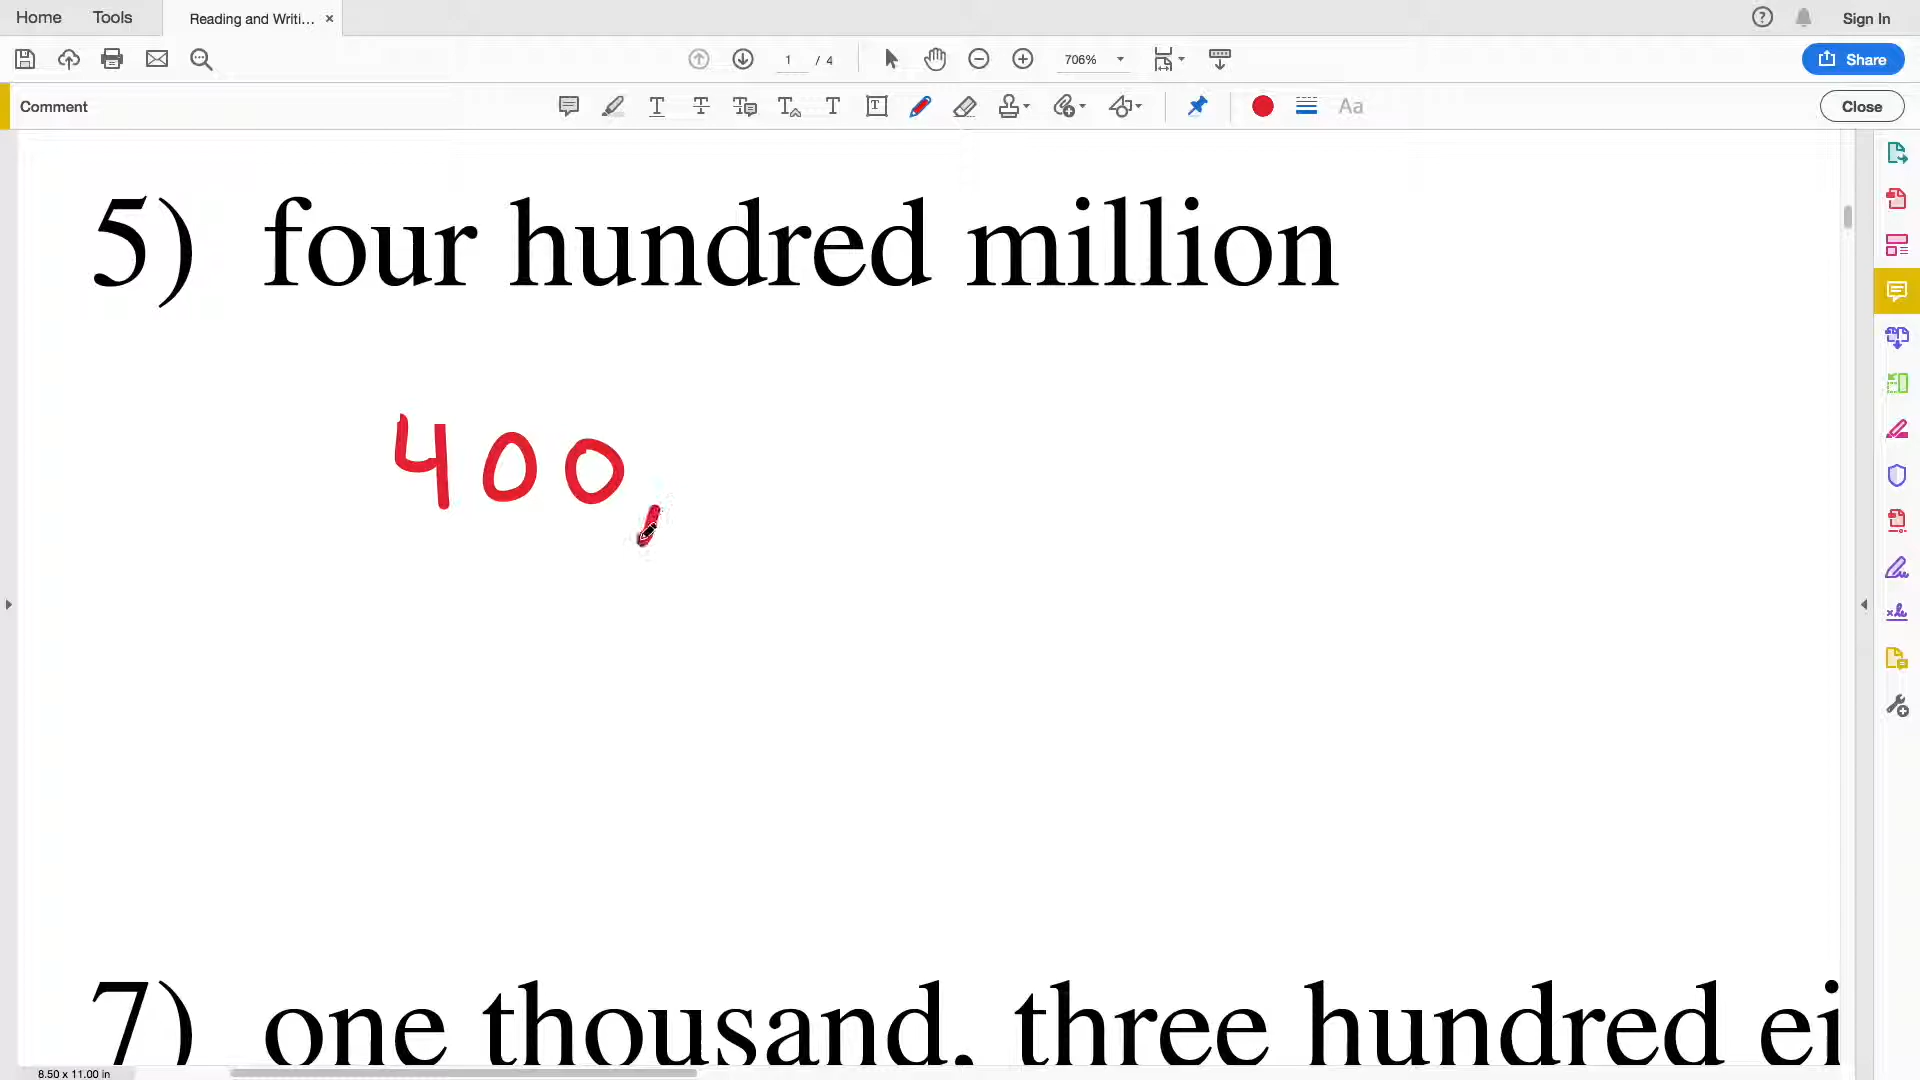 Home Tools Reading and Writi... × Sign In
1 / 4 706% Share
Comment Aa Close
5) four hundred million
400,
7) one thousand, three hundred ei
8.50 x 11.00 in